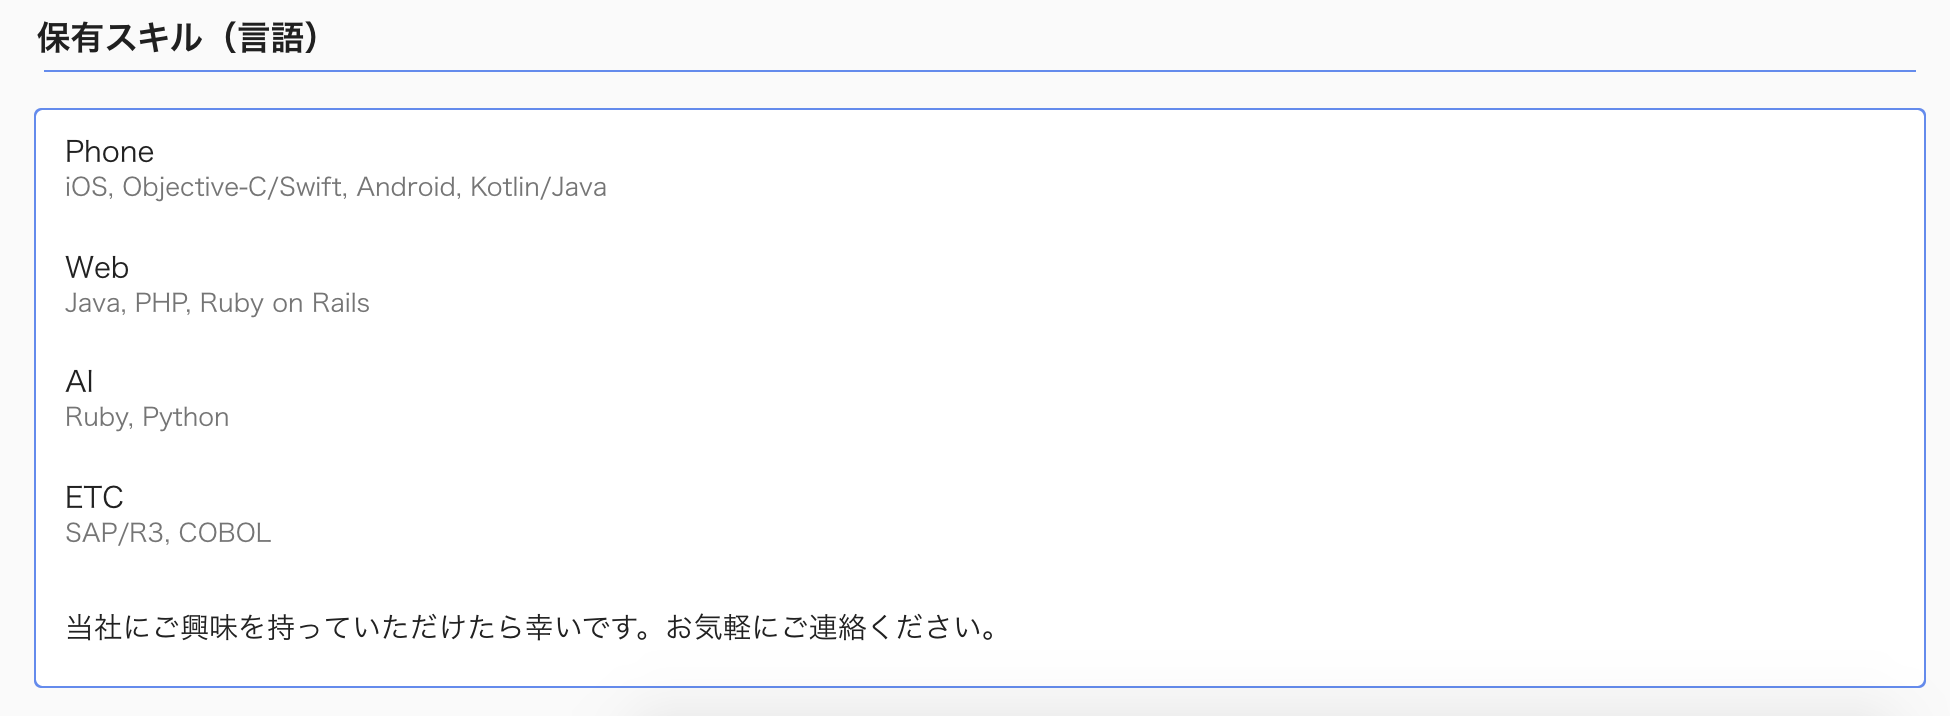 保有スキル（言語）
Phone
iOS, Objective-C/Swift, Android, Kotlin/Java
Web
Java, PHP, Ruby on Rails
AI
Ruby, Python
ETC
SAP/R3, COBOL
当社にご興味を持っていただけたら幸いです。お気軽にご連絡ください。